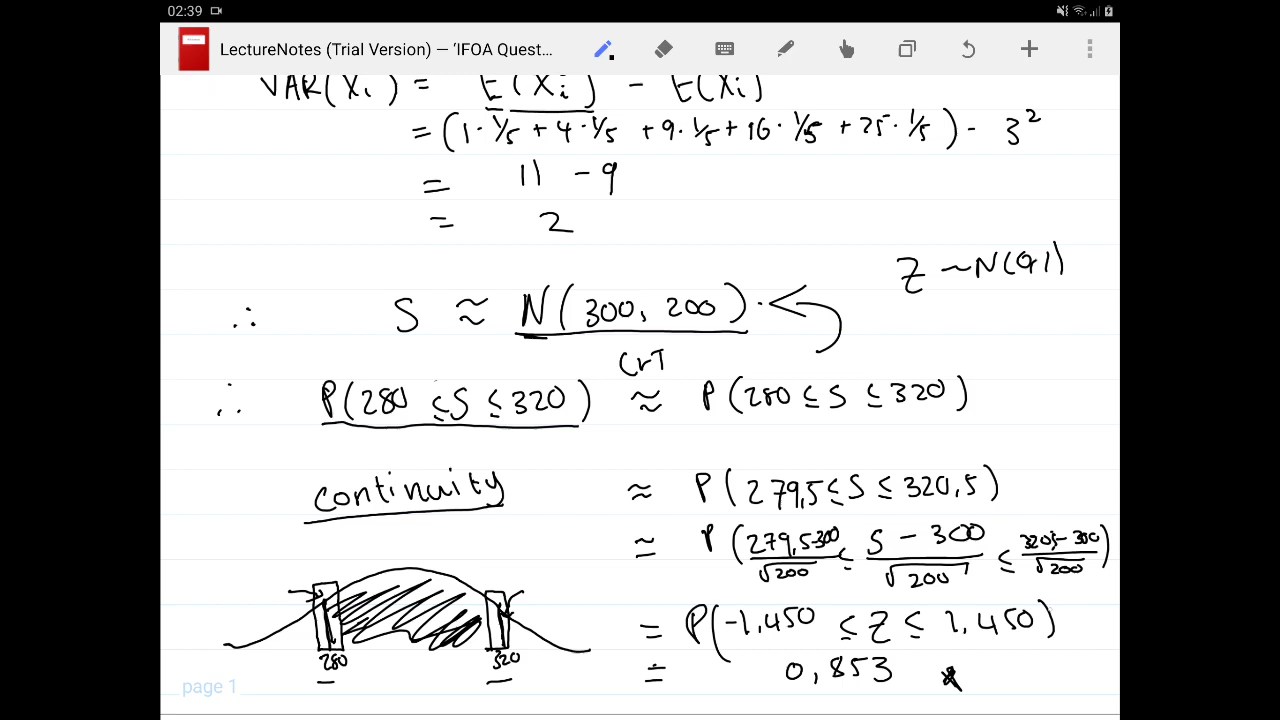 02:39
LectureNotes (Trial Version) — ‘IFOA Quest…
VAR(Xi) = E(Xi) - E(Xi)
= (1·1/5 + 4·1/5 + 9·1/5 + 16·1/5 + 25·1/5) - 3²
= 11 - 9
= 2
Z ~ N(0,1)
∴ S ≈ N(300, 200)
CLT
∴ P(280 ≤ S ≤ 320) ≈ P(280 ≤ S ≤ 320)
continuity ≈ P(279,5 ≤ S ≤ 320,5)
≈ P(279,5-300/√200 ≤ S - 300/√200 ≤ 320,5-300/√200)
= P(-1,450 ≤ Z ≤ 1,450)
280 320
= 0,853
page 1